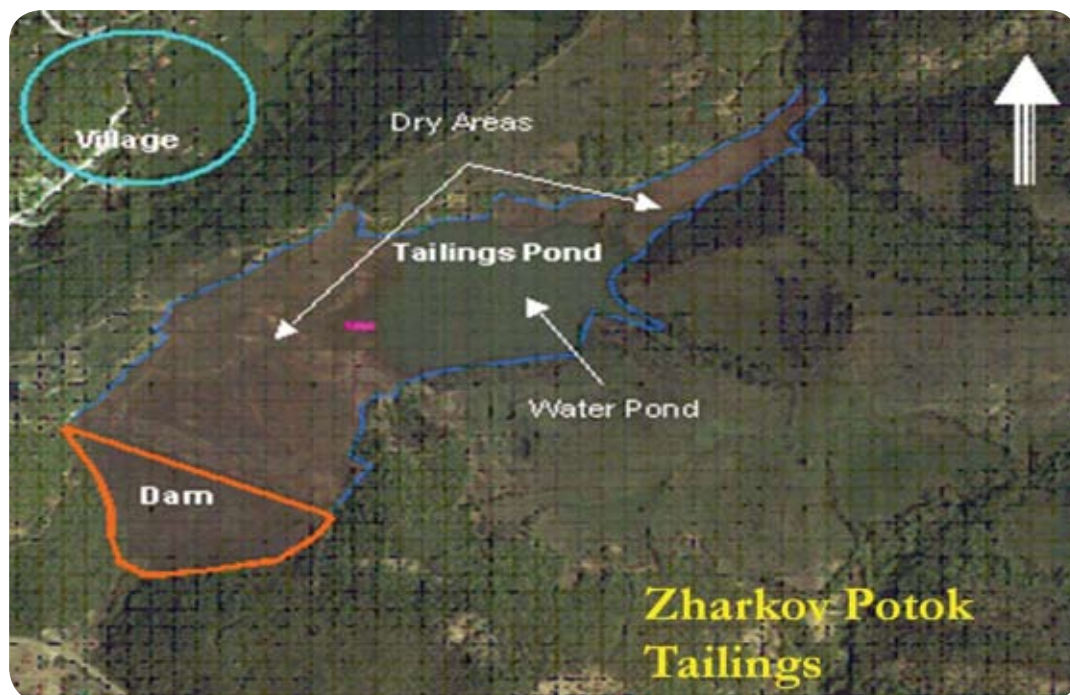 Village
Dry Areas
Tailings Pond
Water Pond
Dam
Zharkov Potok
Tailings